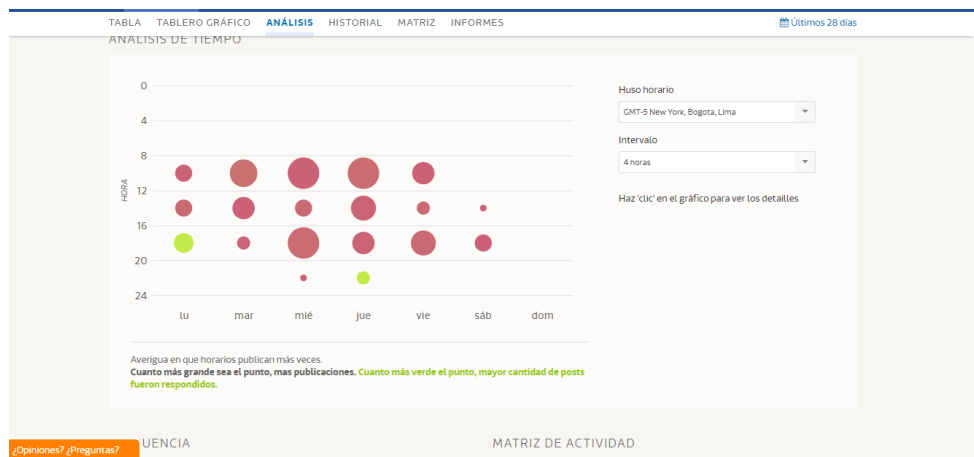 TABLA TABLERO GRÁFICO ANÁLISIS HISTORIAL MATRIZ INFORMES Últimos 28 días
ANÁLISIS DE TIEMPO
0
4
8
12
16
20
24
HORA
lu mar mié jue vie sáb dom
Huso horario
GMT-5 New York, Bogota, Lima
Intervalo
4 horas
Haz 'clic' en el gráfico para ver los detailles
Averigua en que horarios publican más veces.
Cuanto más grande sea el punto, mas publicaciones. Cuanto más verde el punto, mayor cantidad de posts
fueron respondidos.
¿Opiniones? ¿Preguntas?
UENCIA
MATRIZ DE ACTIVIDAD